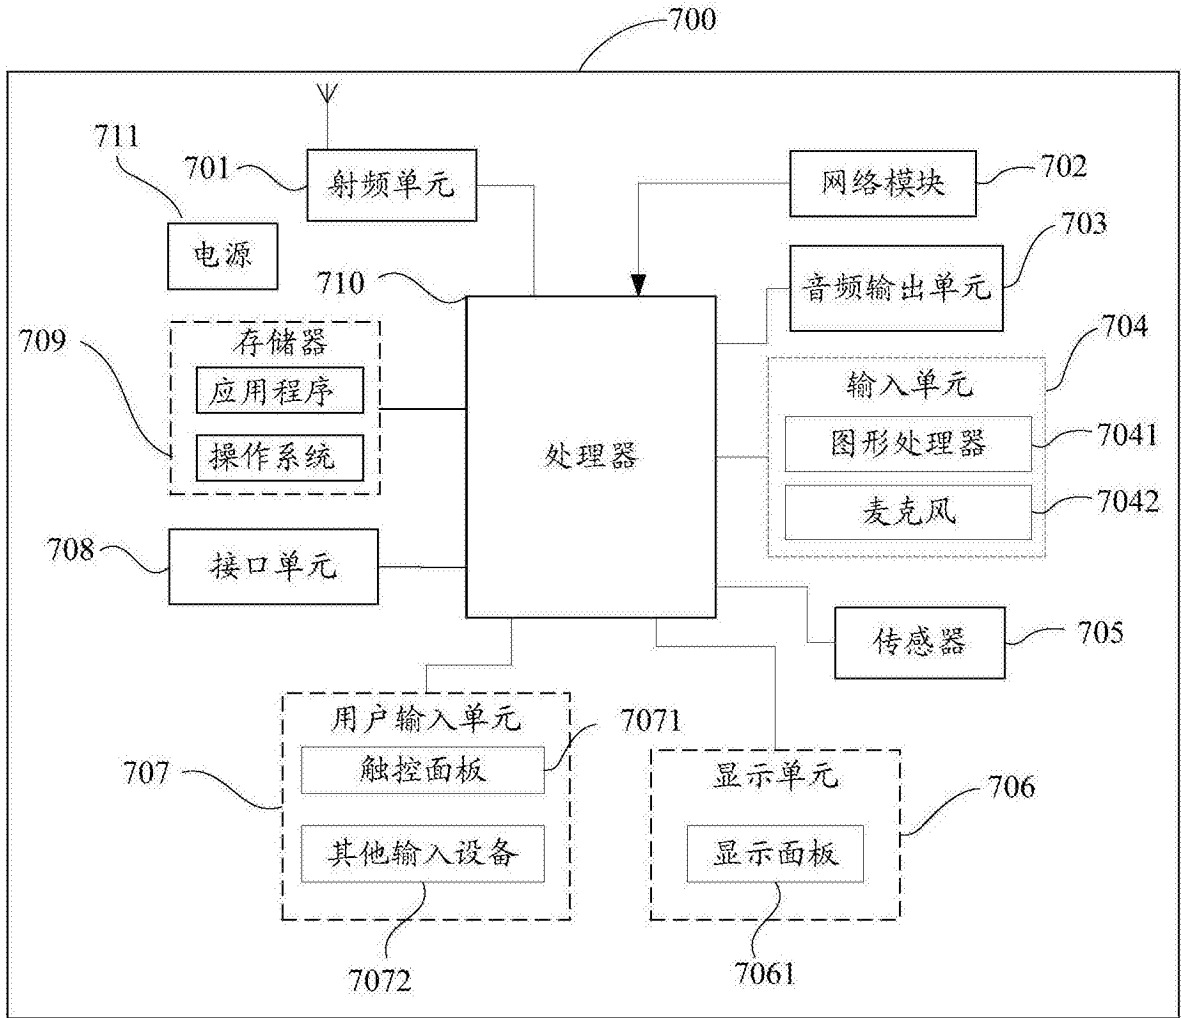 700
711
701
射频单元
网络模块
702
电源
710
音频输出单元
703
709
存储器
应用程序
操作系统
处理器
704
输入单元
图形处理器
7041
麦克风
7042
708
接口单元
传感器
705
707
用户输入单元
7071
触控面板
其他输入设备
7072
显示单元
706
显示面板
7061